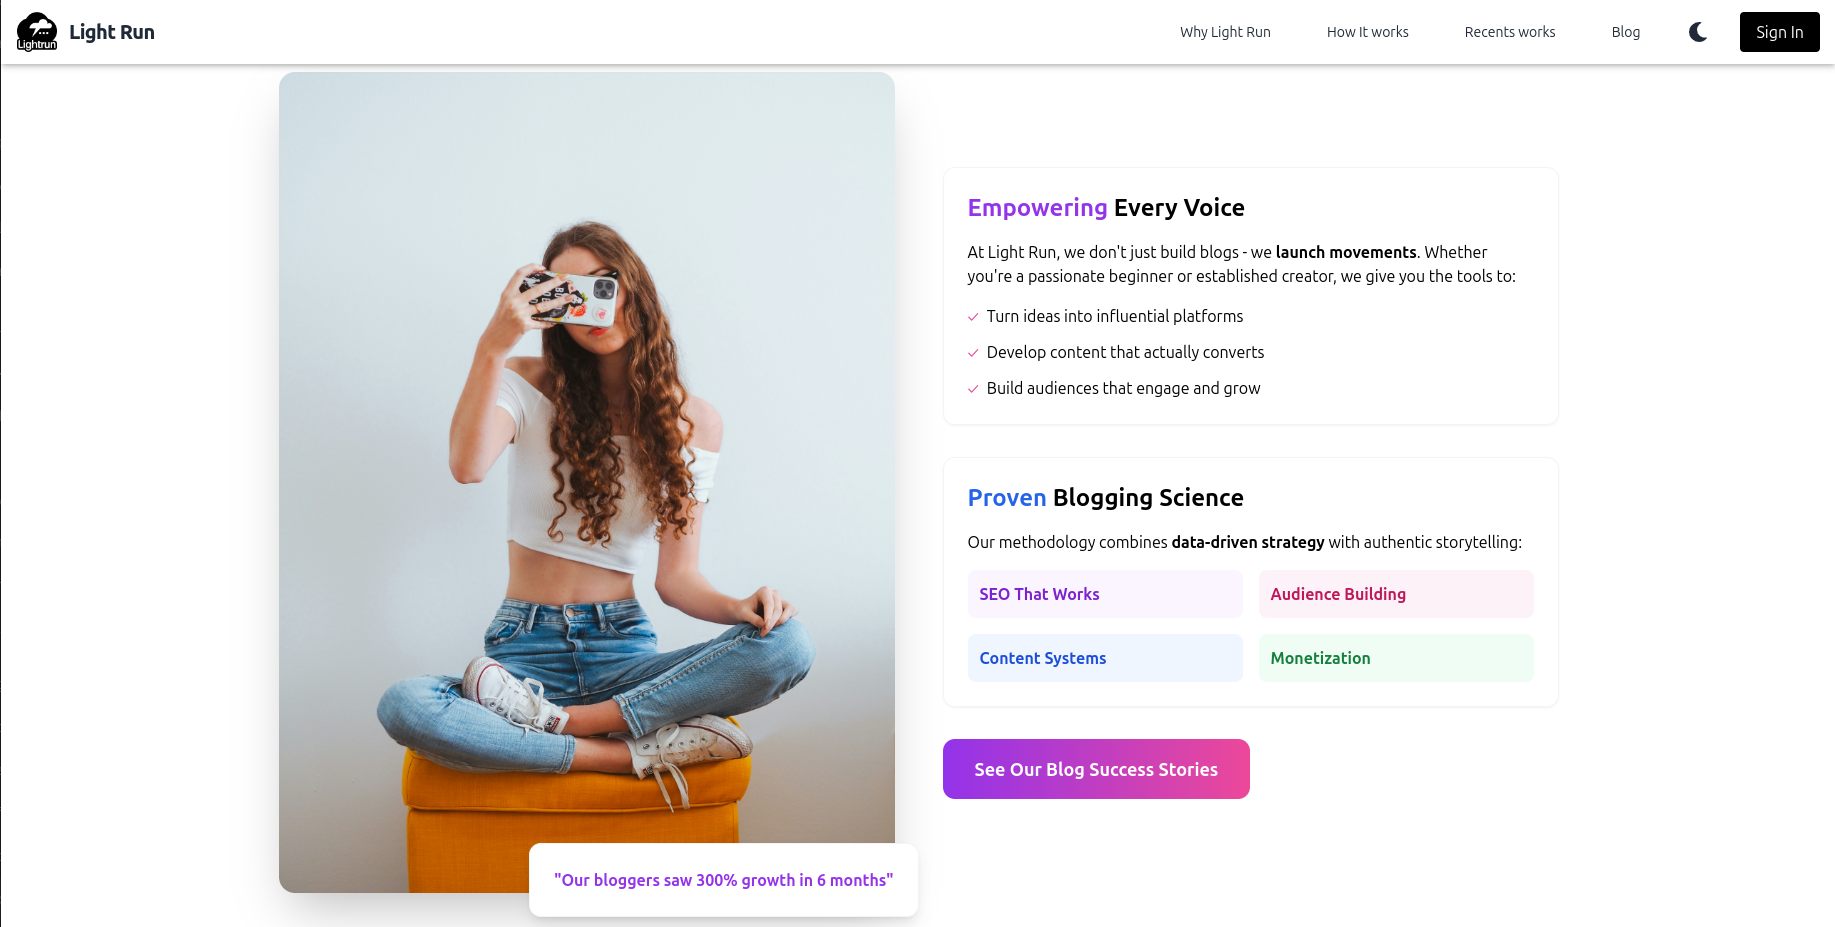 Lightrun
Light Run
Why Light Run
How It works
Recents works
Blog
Sign In
Empowering Every Voice
At Light Run, we don't just build blogs - we launch movements. Whether
you're a passionate beginner or established creator, we give you the tools to:
Turn ideas into influential platforms
Develop content that actually converts
Build audiences that engage and grow
Proven Blogging Science
Our methodology combines data-driven strategy with authentic storytelling:
SEO That Works
Audience Building
Content Systems
Monetization
See Our Blog Success Stories
"Our bloggers saw 300% growth in 6 months"